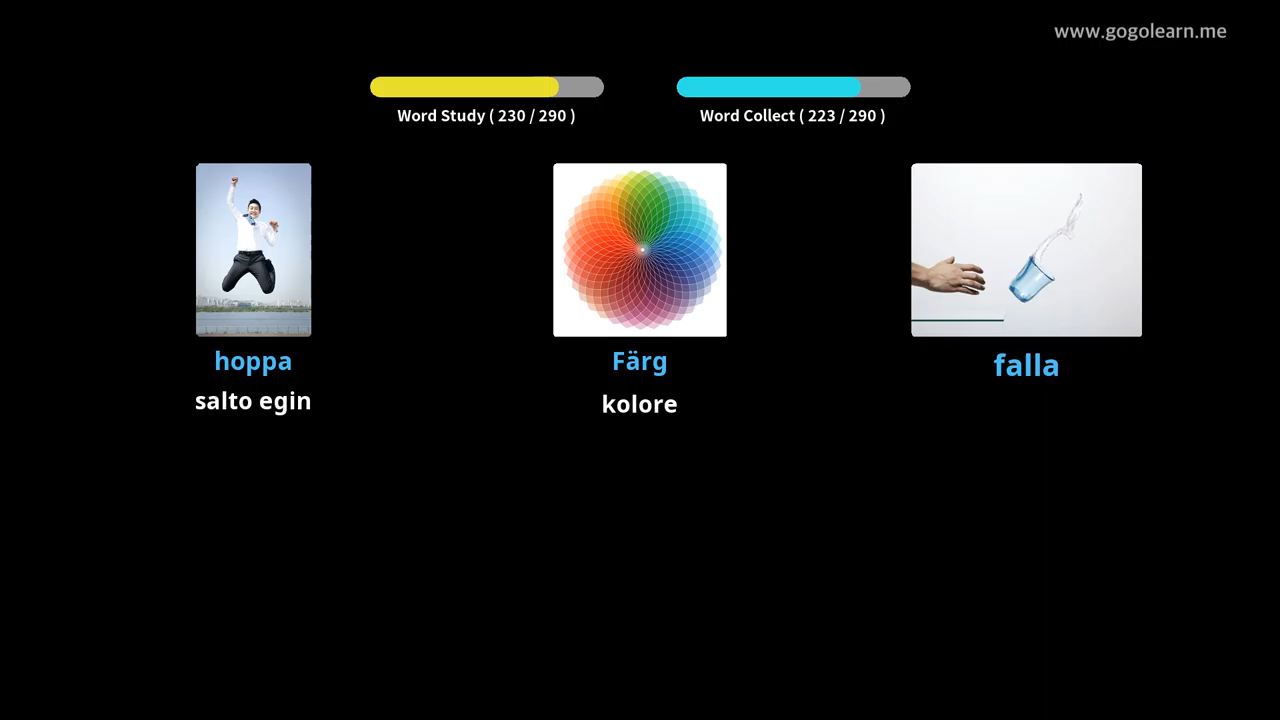 www.gogolearn.me
Word Study ( 230 / 290 )
Word Collect ( 223 / 290 )
hoppa
salto egin
Färg
kolore
falla